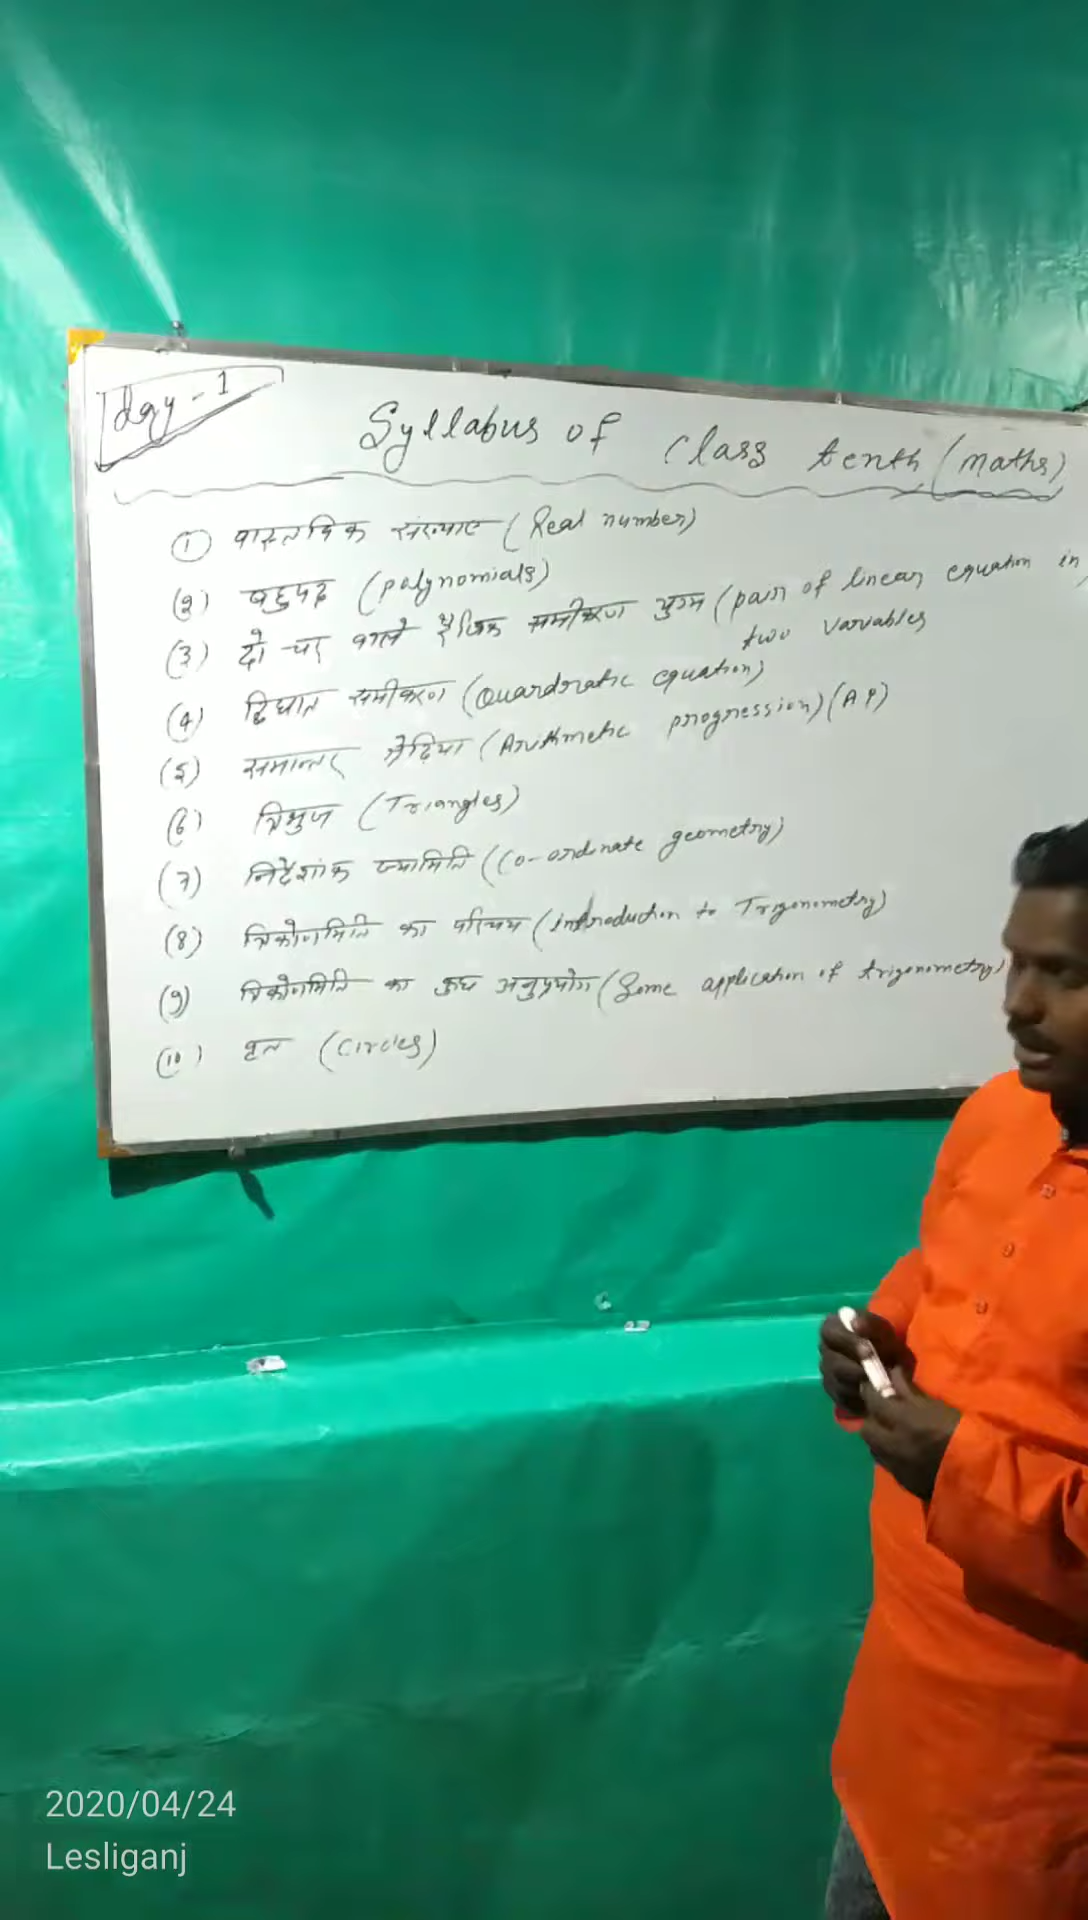 day - 1
Syllabus of class tenth (maths)
① वास्तविक संख्याए (Real number)
(2) बहुपद (polynomials)
(3) दो चर वाले रैखिक समीकरण युग्म (pair of linear equation in
two variables
(4) द्विघात समीकरण (Quardratic equation)
(5) समान्तर श्रेढ़िया (Arithmetic progression) (A P)
(6) त्रिभुज (Triangles)
(7) निर्देशांक ज्यामिति (Co-ordinate geometry)
(8) त्रिकोणमिति का परिचय (introduction to Trigonometry)
(9) त्रिकोणमिति का कुछ अनुप्रयोग (Some application of trigonometry)
(10) वृत (Circles)
2020/04/24
Lesliganj